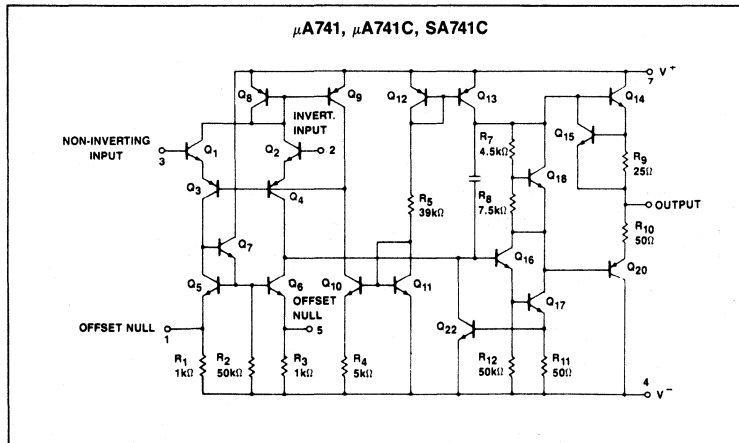 μA741, μA741C, SA741C
V+
7
Q8
Q9
Q12
Q13
Q14
INVERT.
INPUT
Q15
R7
4.5kΩ
NON-INVERTING
INPUT
3
Q1
Q2
2
R9
25Ω
Q18
Q3
Q4
R5
39kΩ
R8
7.5kΩ
OUTPUT
R10
50Ω
Q7
Q16
Q20
Q5
Q6
Q10
Q11
OFFSET
NULL
5
Q17
OFFSET NULL
1
Q22
R1
1kΩ
R2
50kΩ
R3
1kΩ
R4
5kΩ
R12
50kΩ
R11
50Ω
4
V−